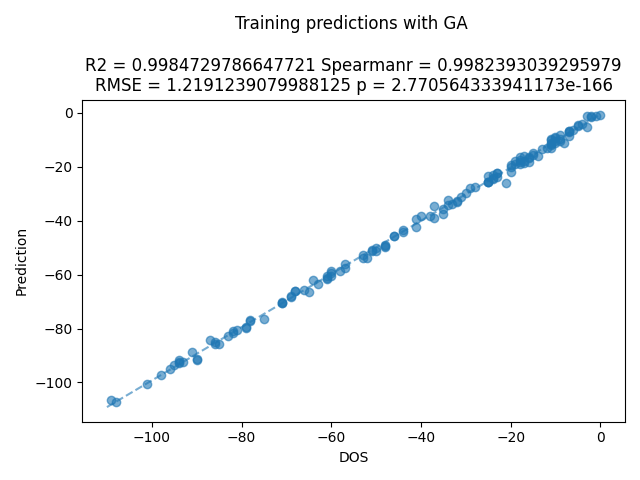 Training predictions with GA
R2 = 0.9984729786647721 Spearmanr = 0.9982393039295979
RMSE = 1.2191239079988125 p = 2.770564333941173e-166
0
−20
−40
−60
−80
−100
Prediction
−100 −80 −60 −40 −20 0
DOS